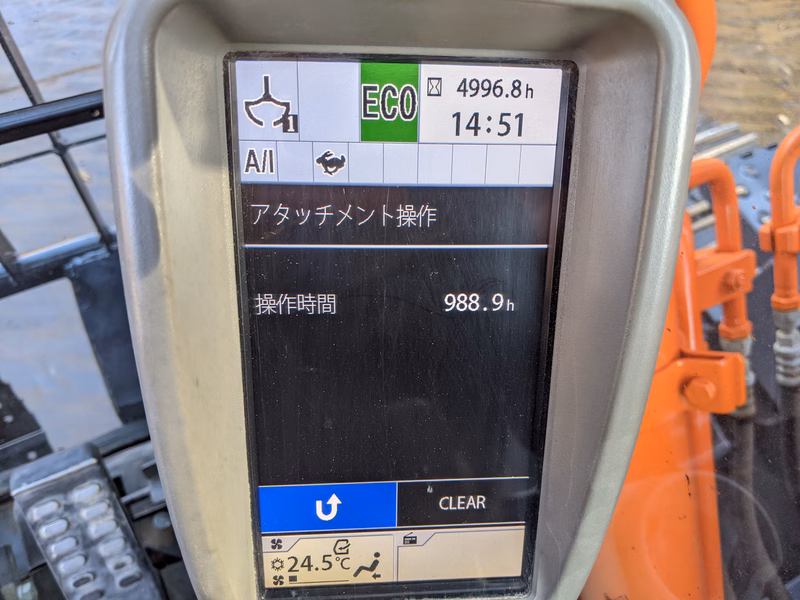 1 ECO 4996.8h
14:51
A/I
アタッチメント操作
操作時間 988.9h
CLEAR
24.5℃